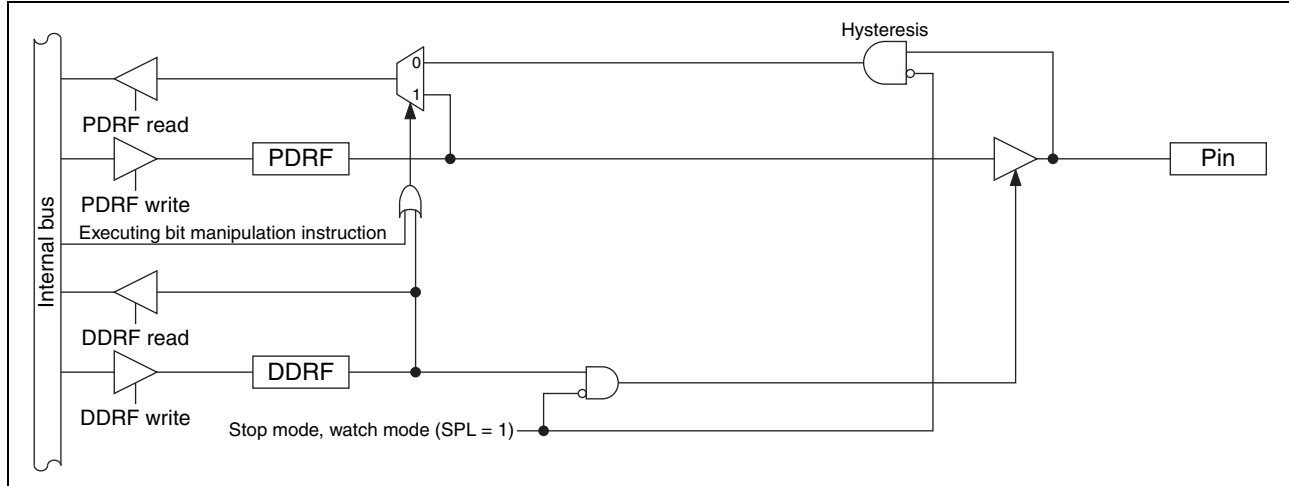 Hysteresis
0
1
PDRF read
PDRF
Pin
PDRF write
Executing bit manipulation instruction
Internal bus
DDRF read
DDRF
DDRF write
Stop mode, watch mode (SPL = 1)